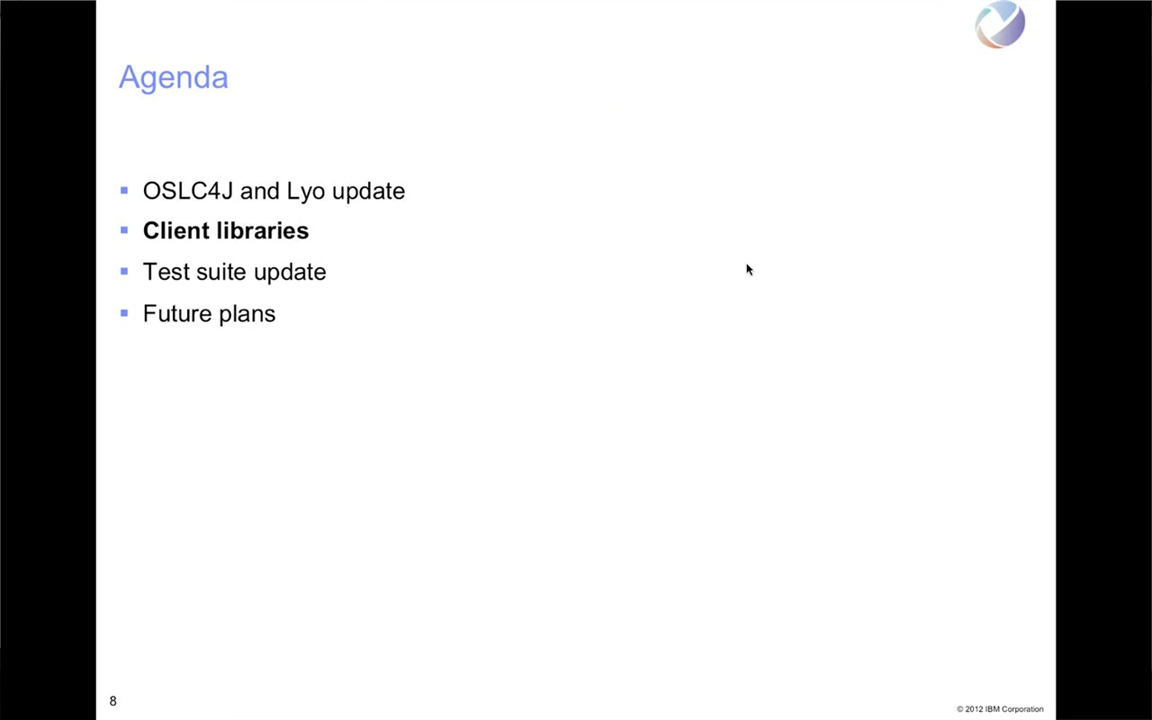 Agenda
OSLC4J and Lyo update
Client libraries
Test suite update
Future plans
8
© 2012 IBM Corporation